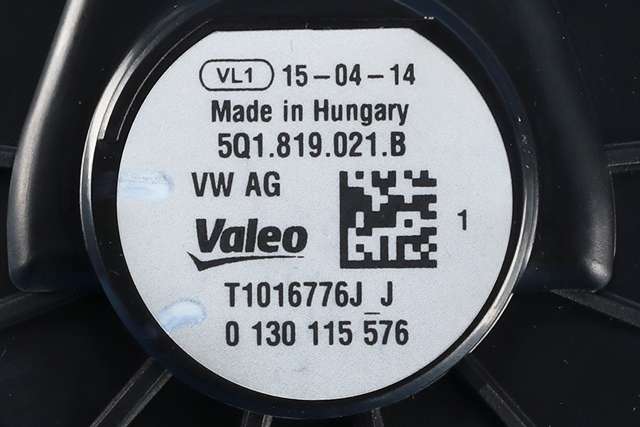 VL1 15-04-14
Made in Hungary
5Q1.819.021.B
VW AG
1
Valeo
T1016776J_J
0 130 115 576